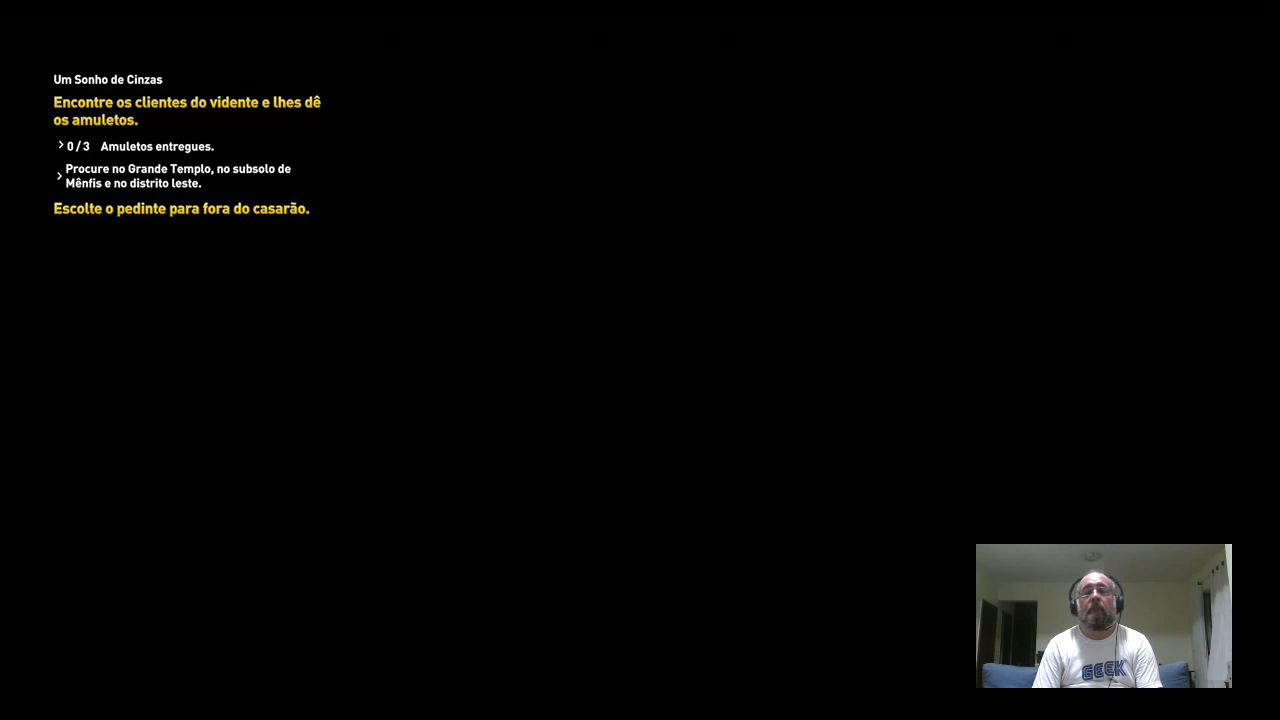 Um Sonho de Cinzas
Encontre os clientes do vidente e lhes dê
os amuletos.
0 / 3 Amuletos entregues.
Procure no Grande Templo, no subsolo de
Mênfis e no distrito leste.
Escolte o pedinte para fora do casarão.
GEEK